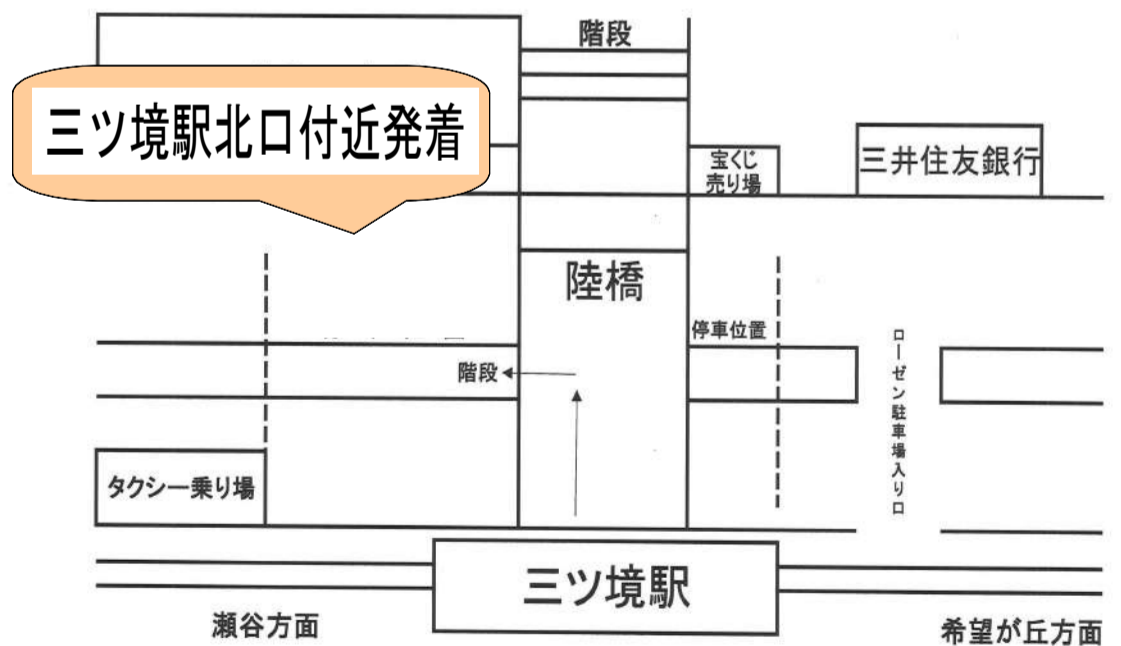 階段
三ツ境駅北口付近発着
宝くじ
売り場
三井住友銀行
陸橋
停車位置
階段
ローゼン駐車場入り口
タクシー乗り場
三ツ境駅
瀬谷方面
希望が丘方面